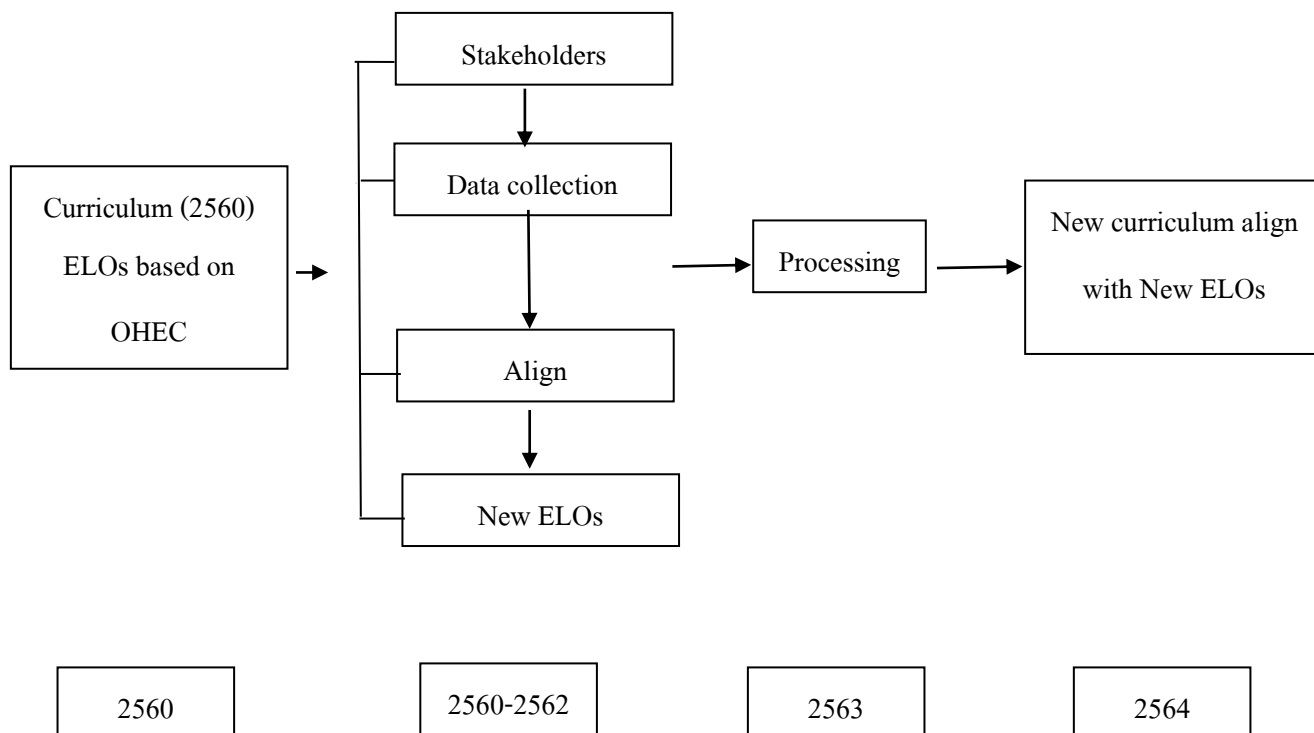 Stakeholders
Data collection
Curriculum (2560)
ELOs based on
OHEC
Align
New ELOs
Processing
New curriculum align
with New ELOs
2560
2560-2562
2563
2564